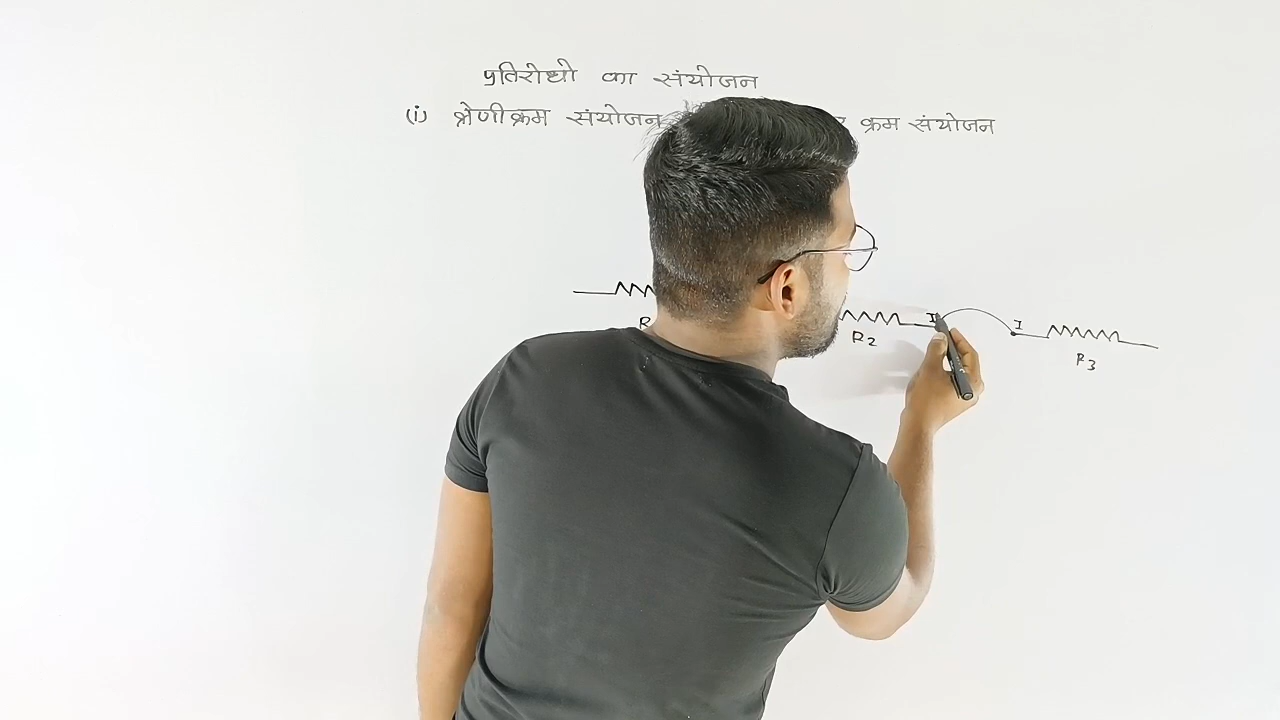 प्रतिरोधो का संयोजन
(i) श्रेणीक्रम संयोजन क्रम संयोजन
I I
R2 R3